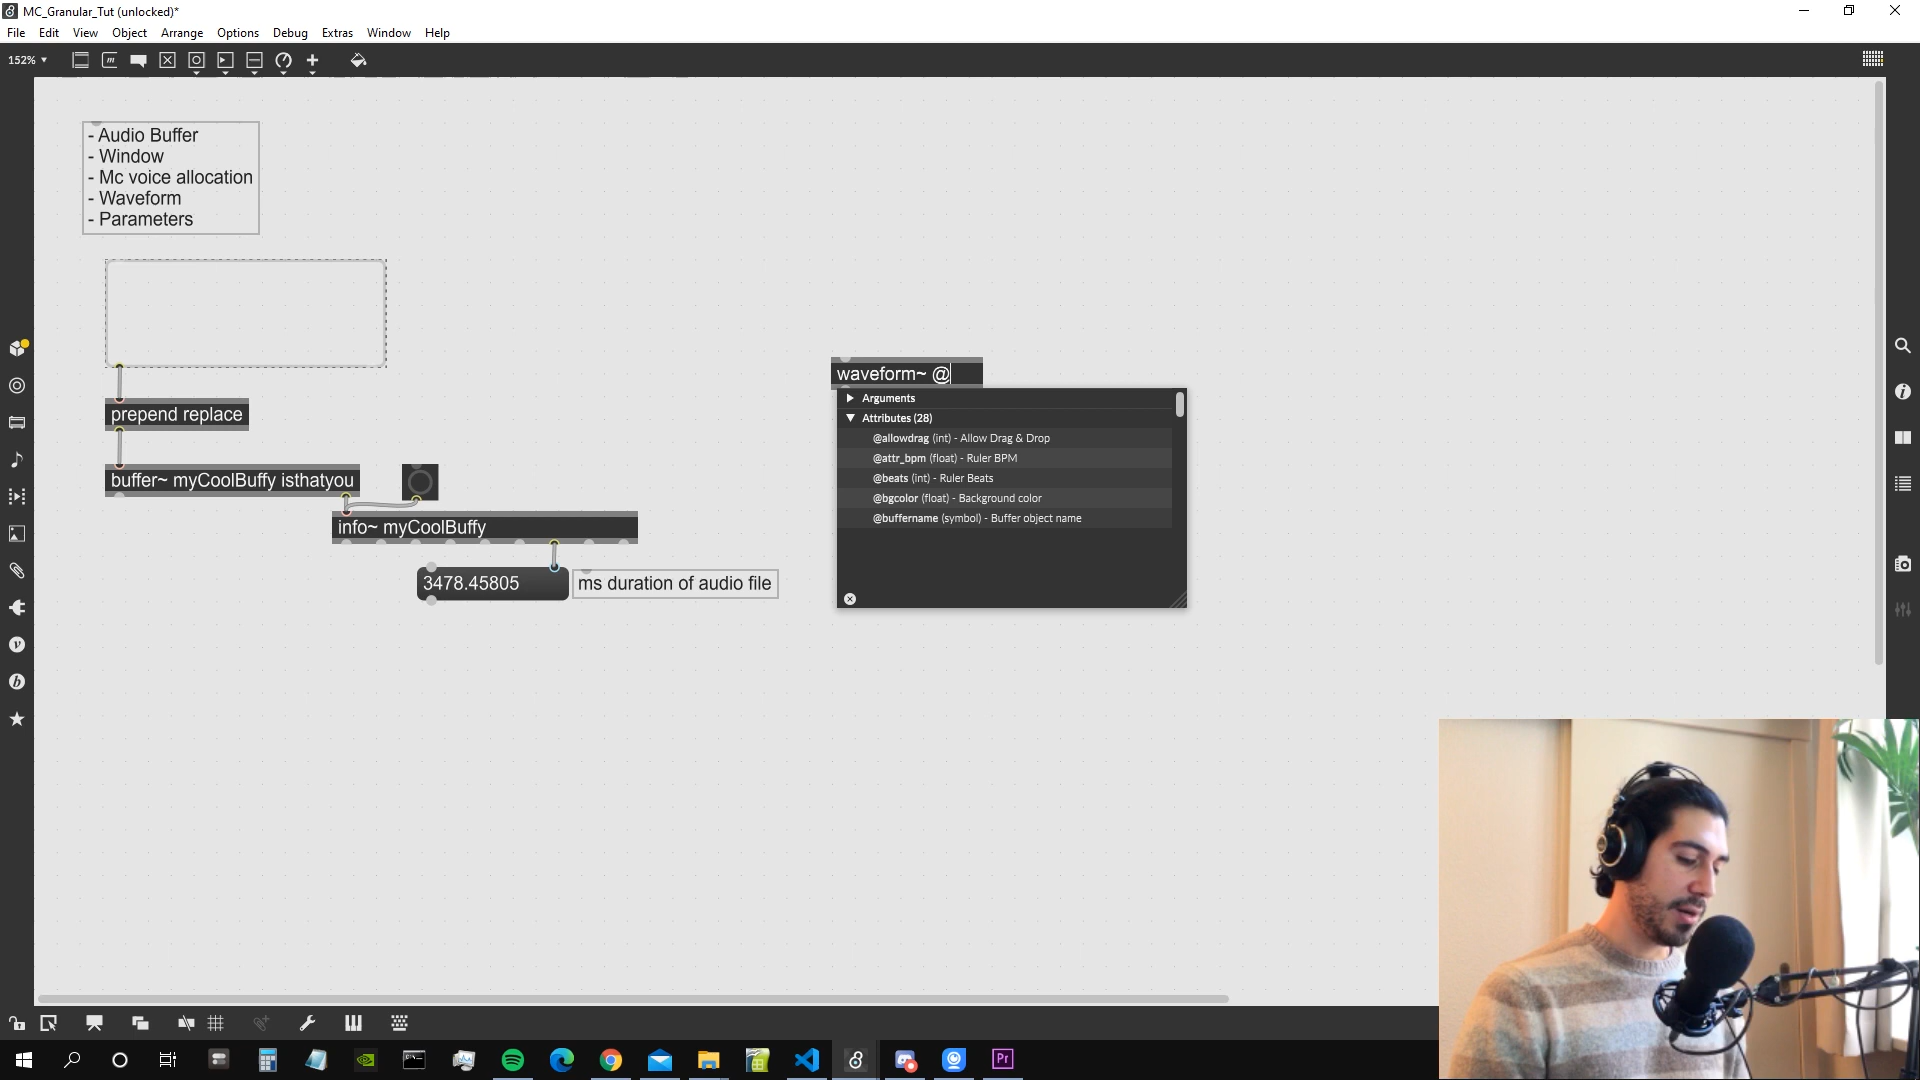 MC_Granular_Tut (unlocked)*
File Edit View Object Arrange Options Debug Extras Window Help
152%
- Audio Buffer
- Window
- Mc voice allocation
- Waveform
- Parameters
prepend replace
buffer~ myCoolBuffy isthatyou
info~ myCoolBuffy
3478.45805
ms duration of audio file
waveform~ @
Arguments
Attributes (28)
@allowdrag (int) - Allow Drag & Drop
@attr_bpm (float) - Ruler BPM
@beats (int) - Ruler Beats
@bgcolor (float) - Background color
@buffername (symbol) - Buffer object name
Pr